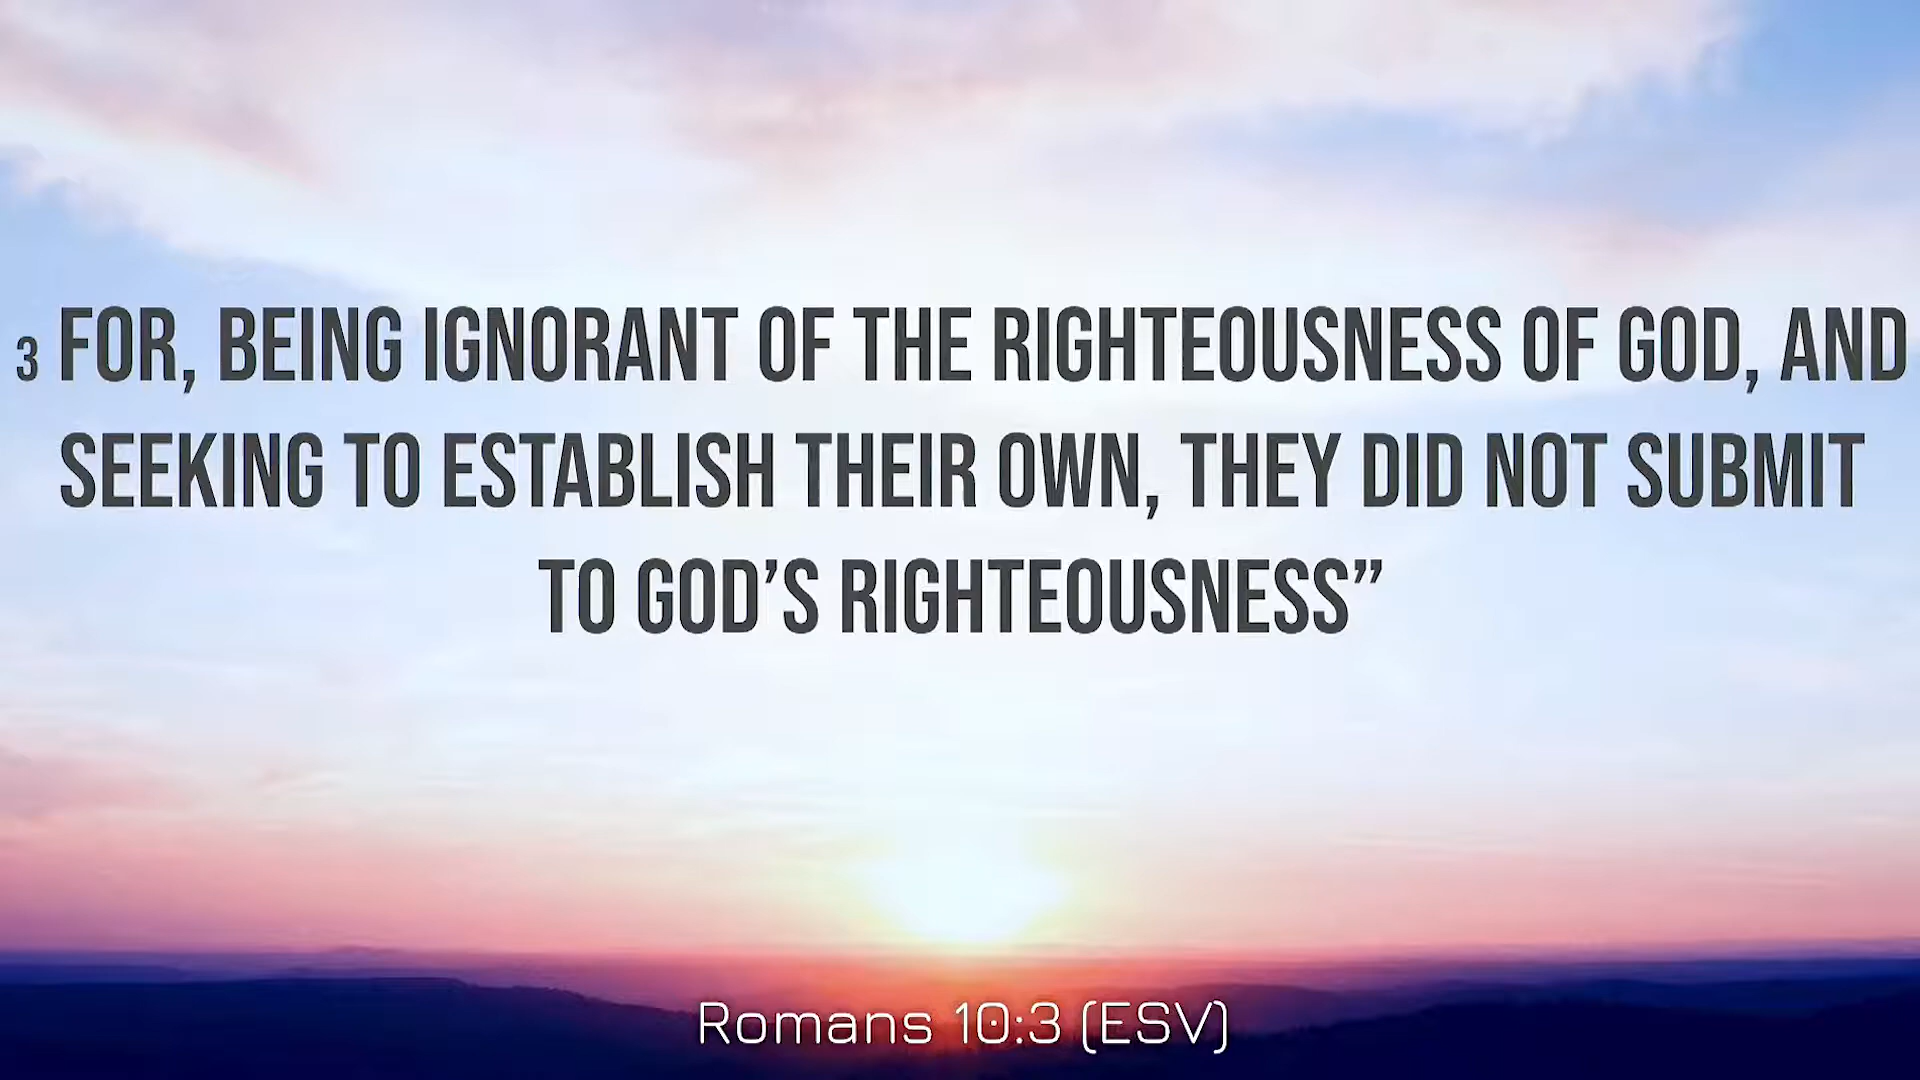 3 FOR, BEING IGNORANT OF THE RIGHTEOUSNESS OF GOD, AND
SEEKING TO ESTABLISH THEIR OWN, THEY DID NOT SUBMIT
TO GOD’S RIGHTEOUSNESS”
Romans 10:3 (ESV)